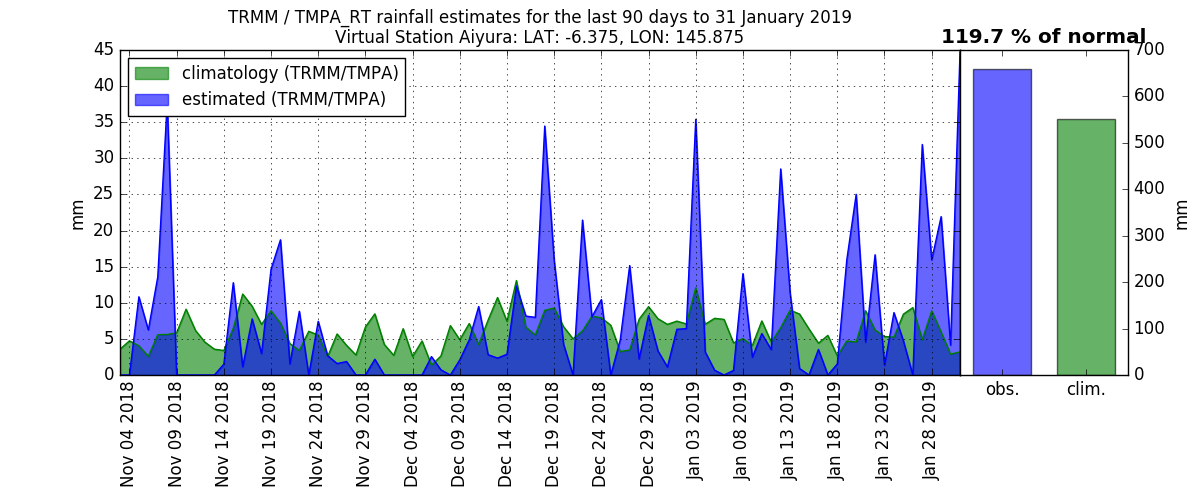 TRMM / TMPA_RT rainfall estimates for the last 90 days to 31 January 2019
Virtual Station Aiyura: LAT: -6.375, LON: 145.875
119.7 % of normal
climatology (TRMM/TMPA)
estimated (TRMM/TMPA)
mm
45
40
35
30
25
20
15
10
5
0
Nov 04 2018
Nov 09 2018
Nov 14 2018
Nov 19 2018
Nov 24 2018
Nov 29 2018
Dec 04 2018
Dec 09 2018
Dec 14 2018
Dec 19 2018
Dec 24 2018
Dec 29 2018
Jan 03 2019
Jan 08 2019
Jan 13 2019
Jan 18 2019
Jan 23 2019
Jan 28 2019
obs.
clim.
700
600
500
400
300
200
100
0
mm